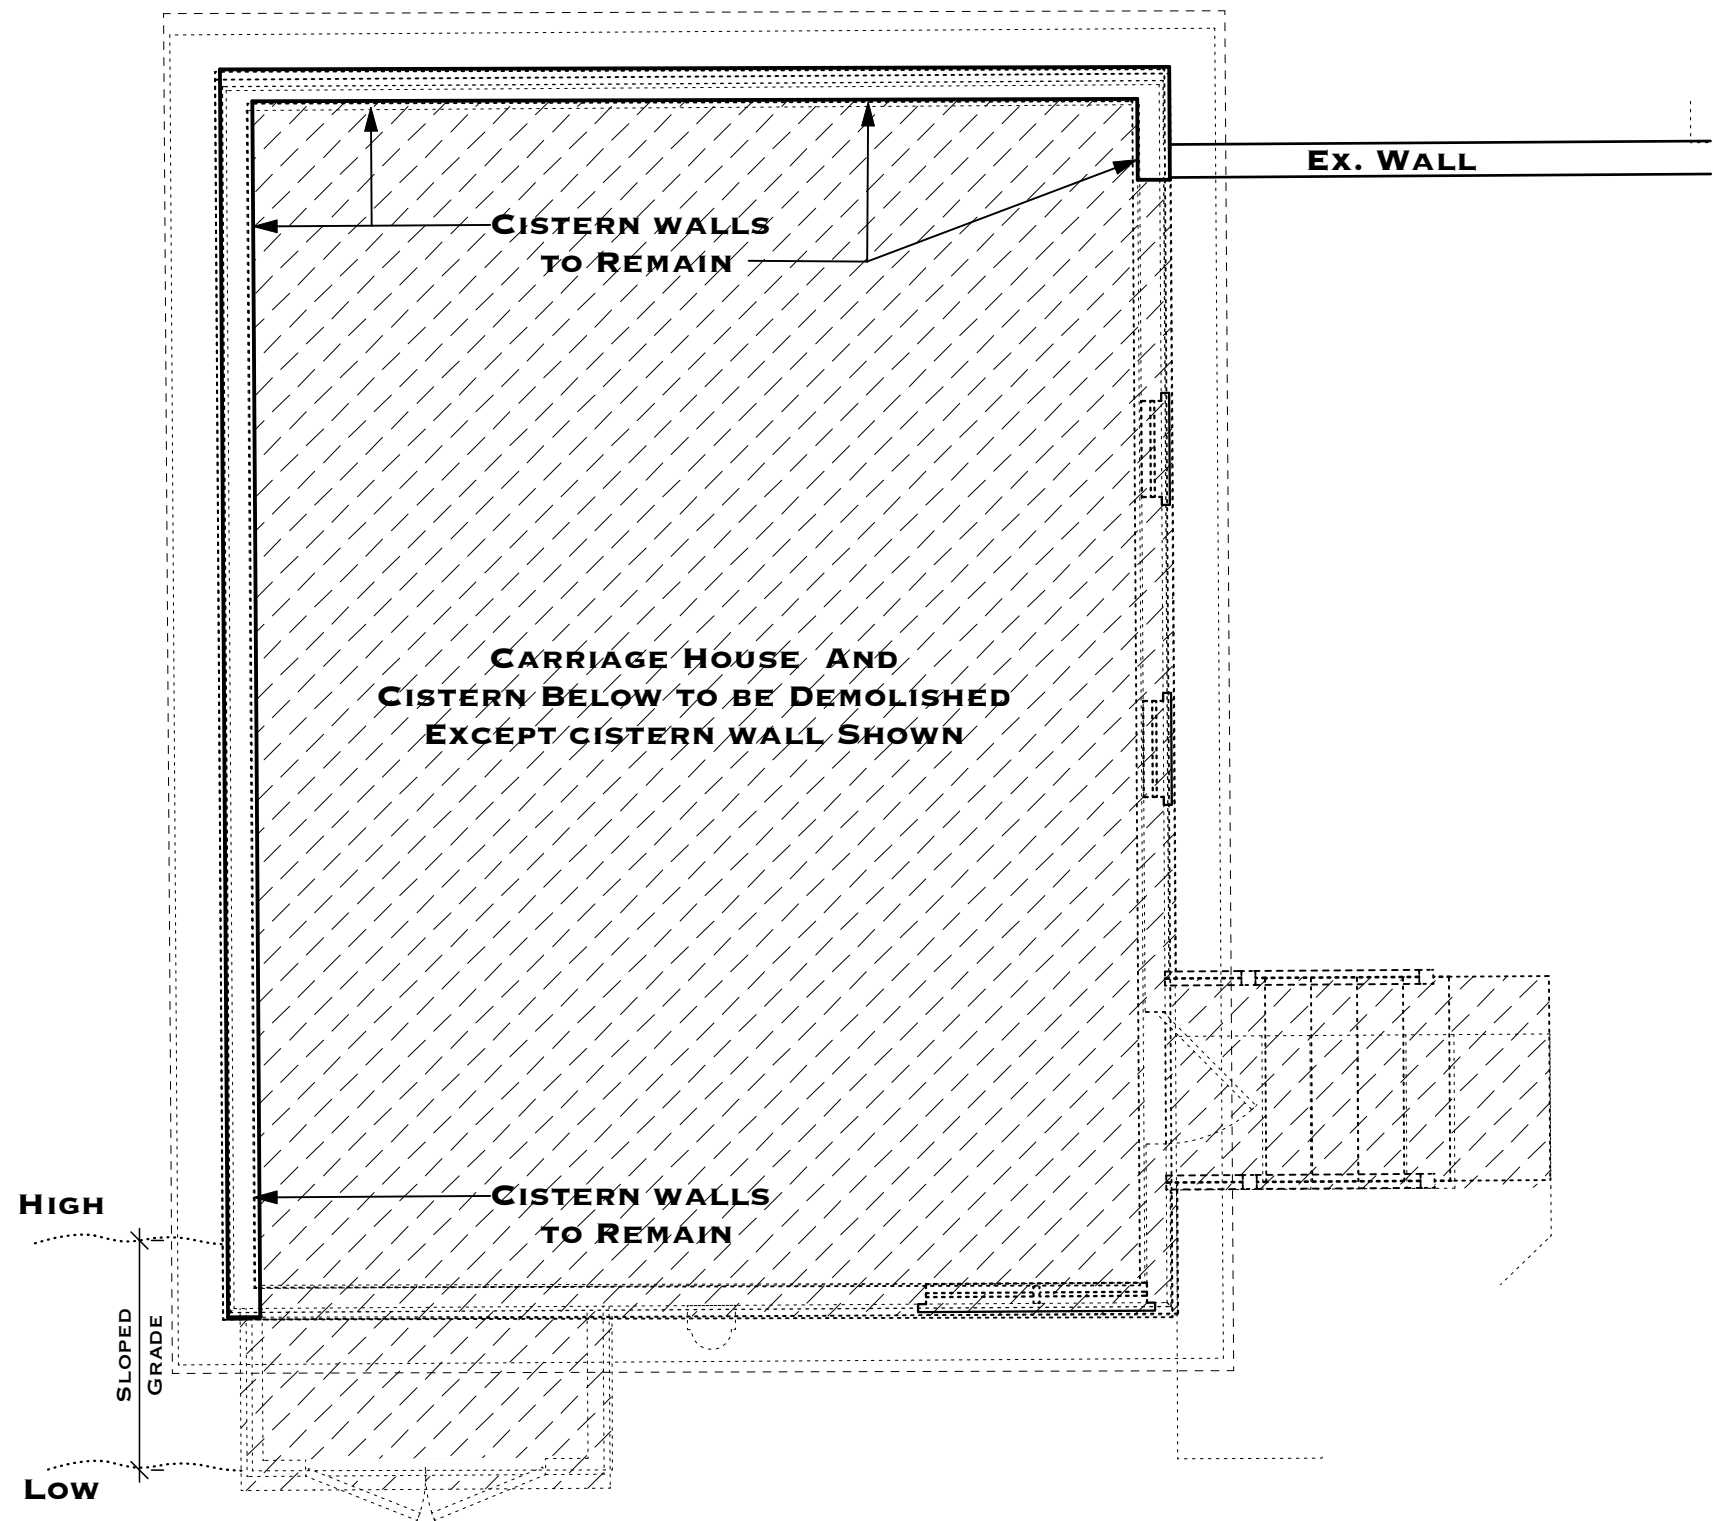 Ex. Wall
Cistern walls
to Remain
Carriage House And
Cistern Below to be Demolished
Except cistern wall Shown
Cistern walls
to Remain
High
Sloped
Grade
Low